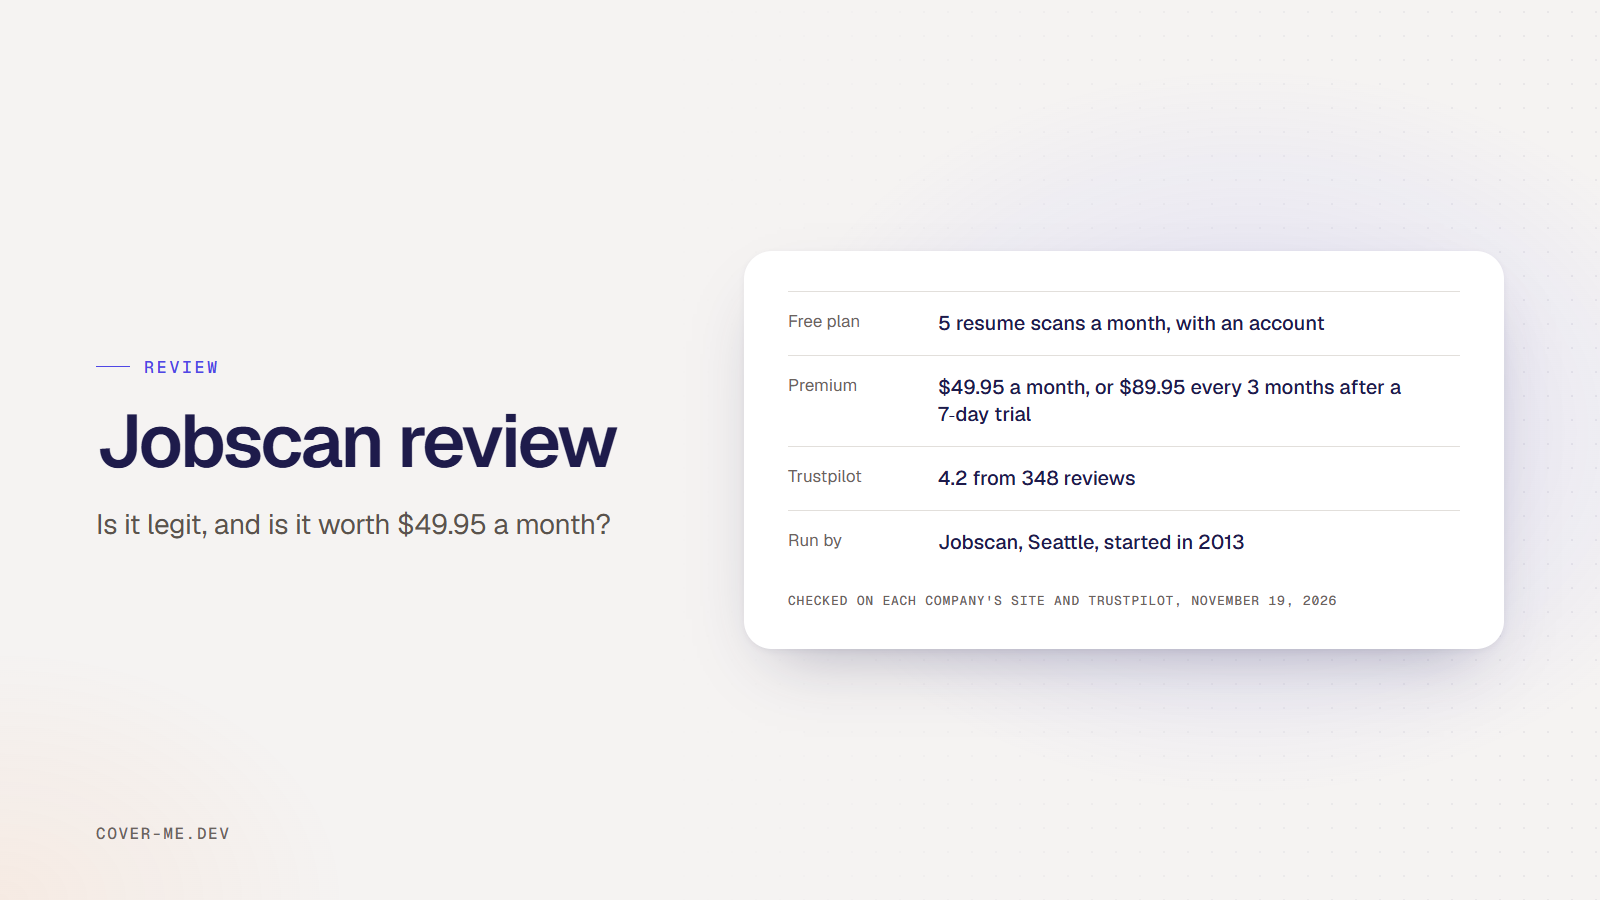 REVIEW
Jobscan review
Is it legit, and is it worth $49.95 a month?
Free plan
5 resume scans a month, with an account
Premium
$49.95 a month, or $89.95 every 3 months after a
7-day trial
Trustpilot
4.2 from 348 reviews
Run by
Jobscan, Seattle, started in 2013
CHECKED ON EACH COMPANY'S SITE AND TRUSTPILOT, NOVEMBER 19, 2026
COVER-ME.DEV